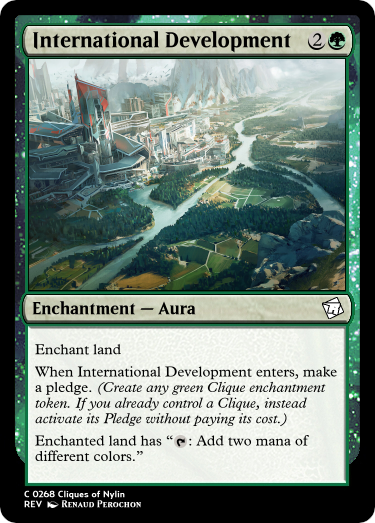 International Development 2
Enchantment — Aura
Enchant land
When International Development enters, make
a pledge. (Create any green Clique enchantment
token. If you already control a Clique, instead
activate its Pledge without paying its cost.)
Enchanted land has “: Add two mana of
different colors.”
C 0268 Cliques of Nylin
REV Renaud Perochon